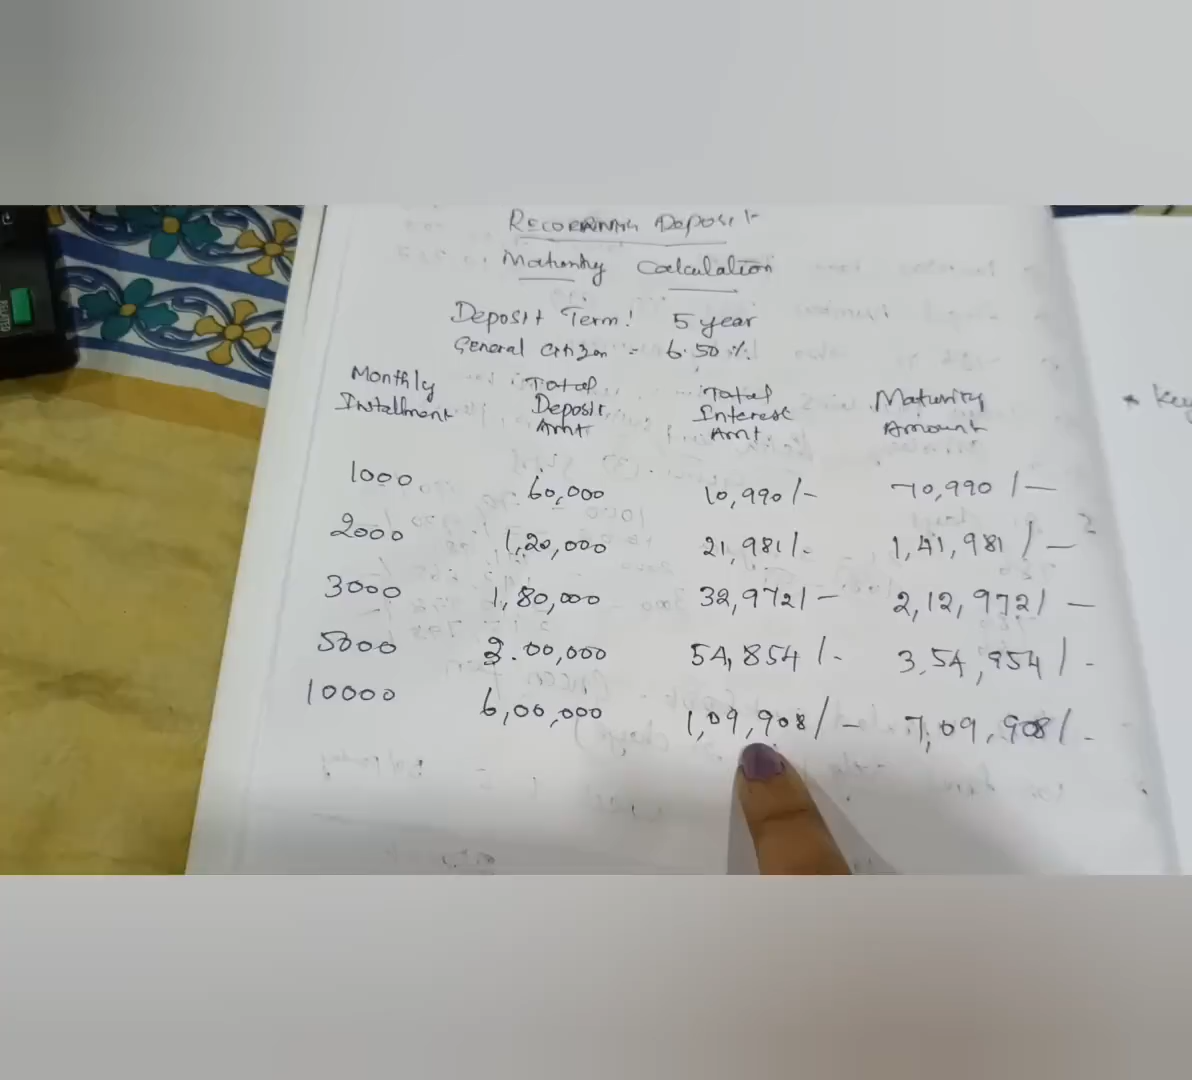 RECORRING Deposit
Maturity Calculation
Deposit Term: 5 year
General Citizen = 6.50%
Monthly Installment
Total Deposit Amt
Total Interest Amt.
Maturity Amount
1000 60,000 10,990/- 70,990/-
2000 1,20,000 21,981/- 1,41,981/-
3000 1,80,000 32,972/- 2,12,972/-
5000 3.00,000 54,854/- 3,54,954/-
10000 6,00,000 1,09,908/- 7,09,908/-
* Key